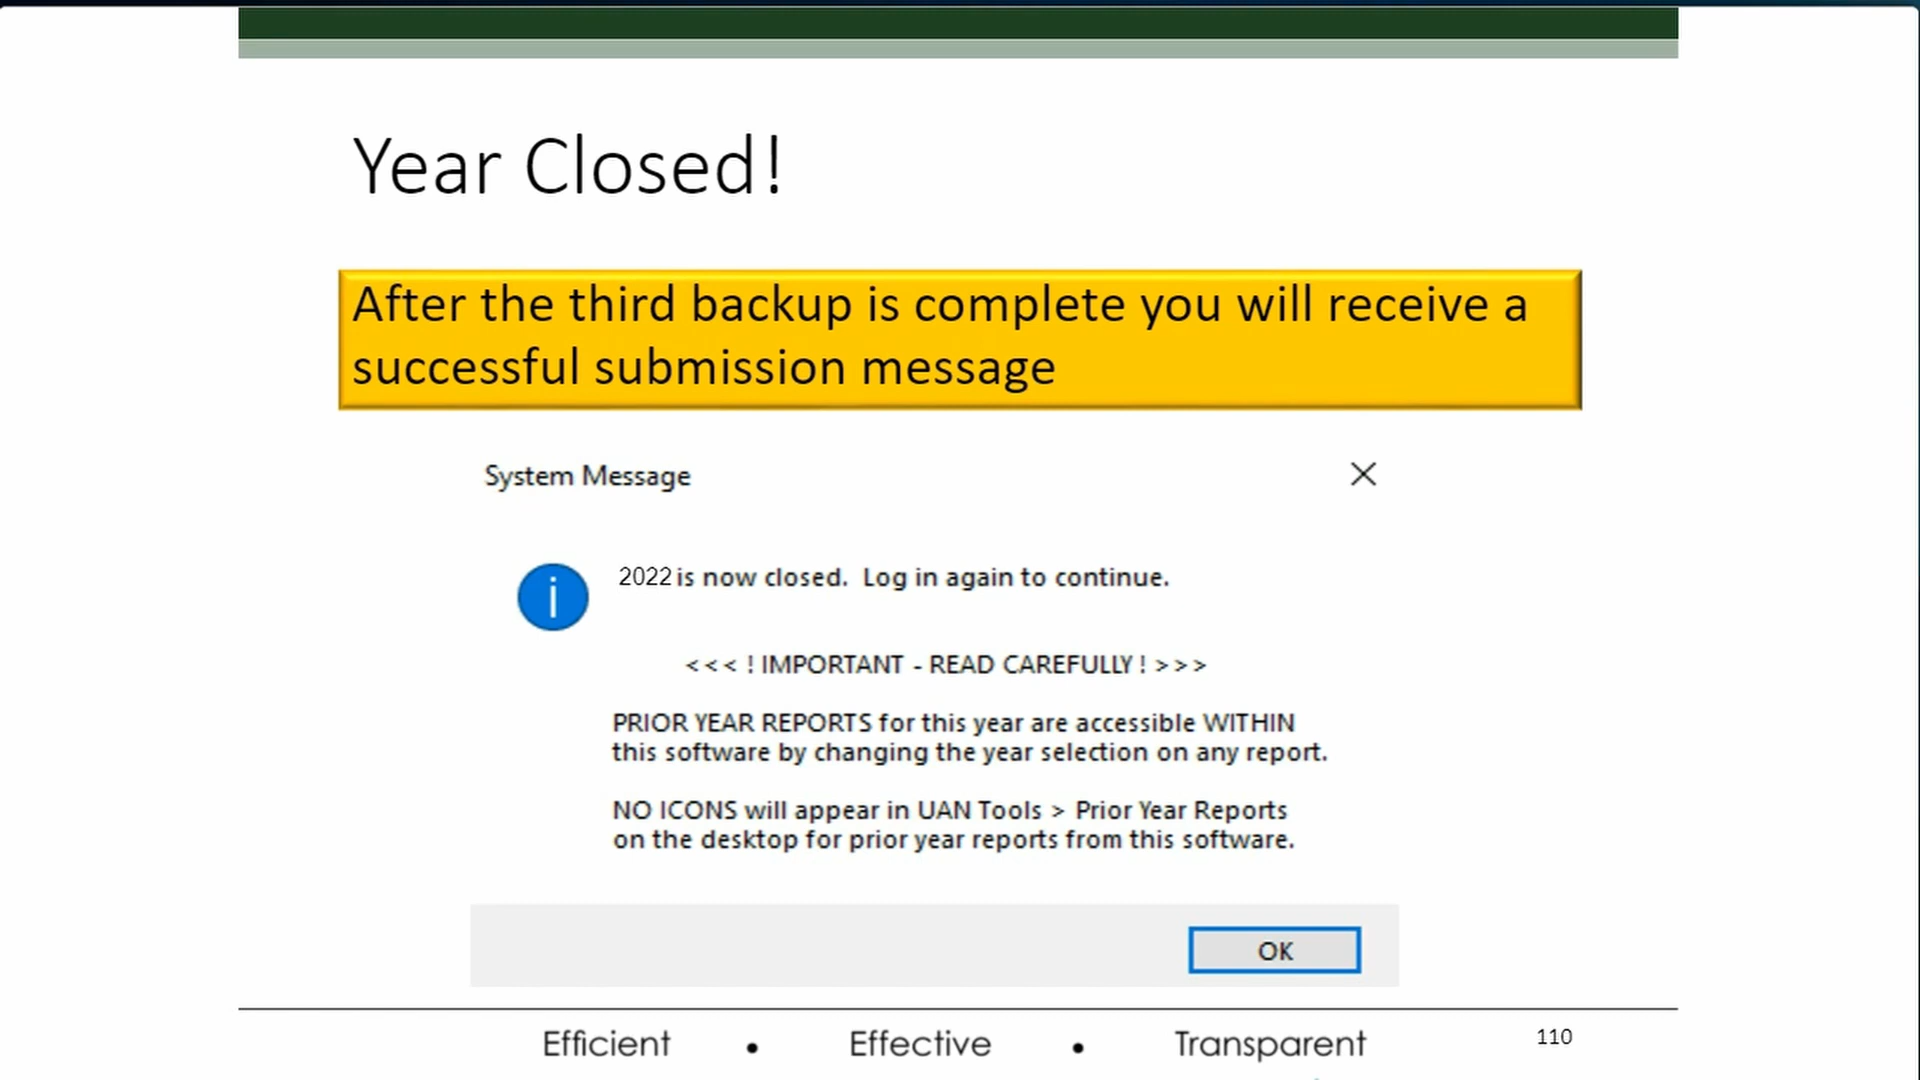 Year Closed!
After the third backup is complete you will receive a
successful submission message
System Message
2022 is now closed.  Log in again to continue.
<<< ! IMPORTANT - READ CAREFULLY ! >>>
PRIOR YEAR REPORTS for this year are accessible WITHIN
this software by changing the year selection on any report.
NO ICONS will appear in UAN Tools > Prior Year Reports
on the desktop for prior year reports from this software.
OK
Efficient • Effective • Transparent 110